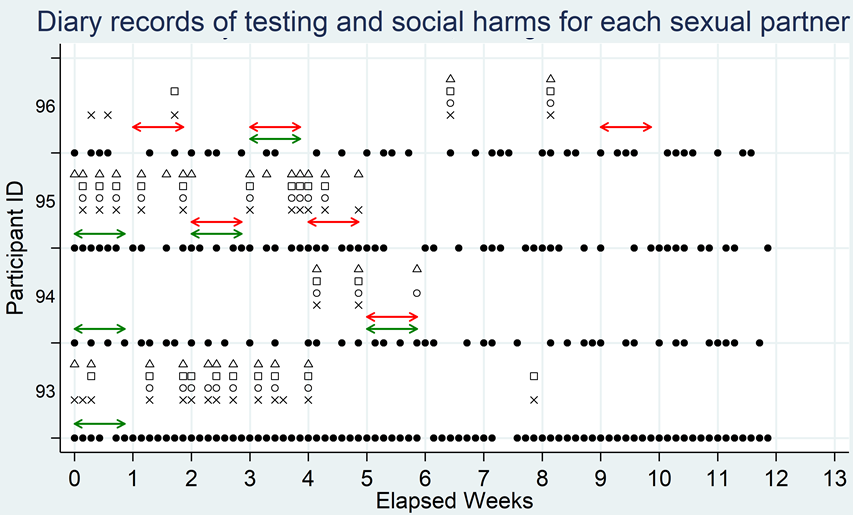 Diary records of testing and social harms for each sexual partner
Participant ID
96
95
94
93
0 1 2 3 4 5 6 7 8 9 10 11 12 13
Elapsed Weeks